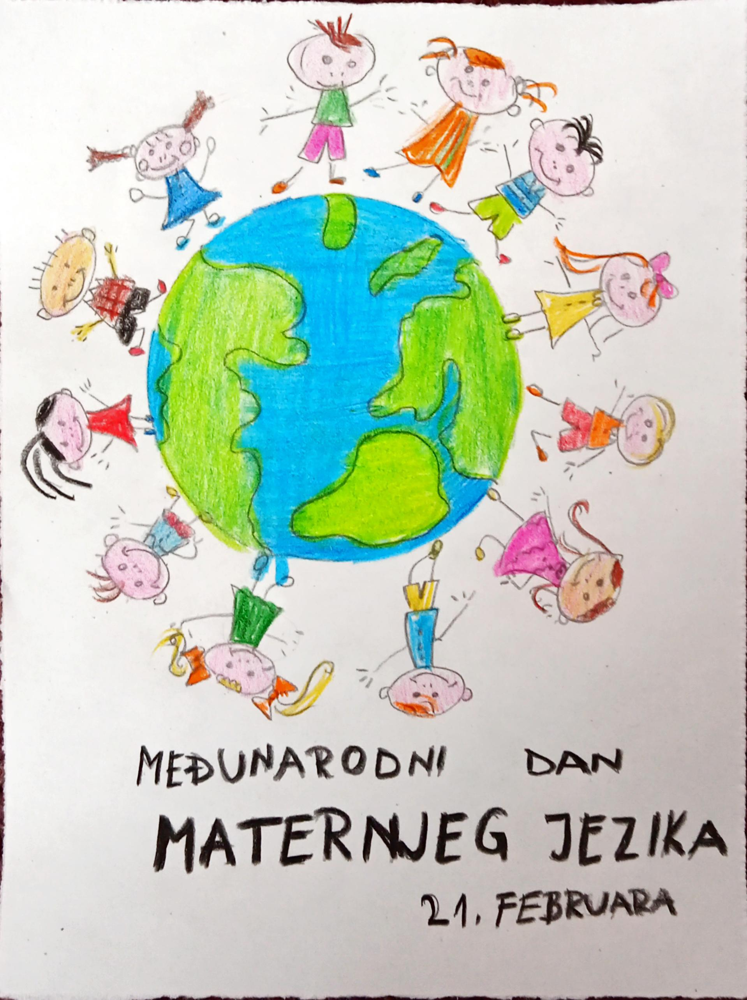 MEĐUNARODNI DAN
MATERNJEG JEZIKA
21. FEBRUARA